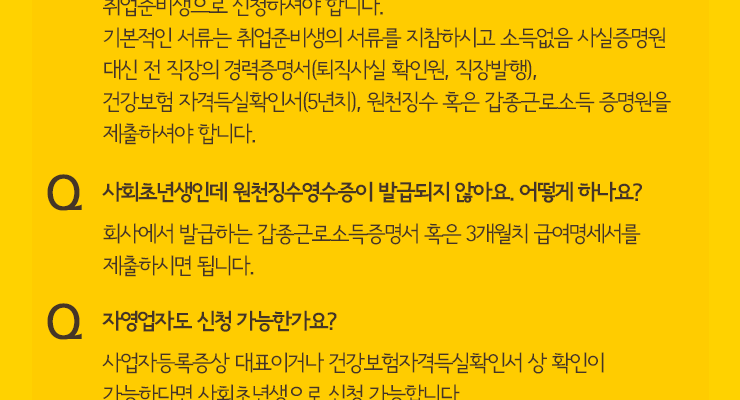 취업준비생으로 신청하셔야 합니다.
기본적인 서류는 취업준비생의 서류를 지참하시고 소득없음 사실증명원
대신 전 직장의 경력증명서(퇴직사실 확인원, 직장발행),
건강보험 자격득실확인서(5년치), 원천징수 혹은 갑종근로소득 증명원을
제출하셔야 합니다.
Q 사회초년생인데 원천징수영수증이 발급되지 않아요. 어떻게 하나요?
회사에서 발급하는 갑종근로소득증명서 혹은 3개월치 급여명세서를
제출하시면 됩니다.
Q 자영업자도 신청 가능한가요?
사업자등록증상 대표이거나 건강보험자격득실확인서 상 확인이
가능하다면 사회초년생으로 신청 가능합니다